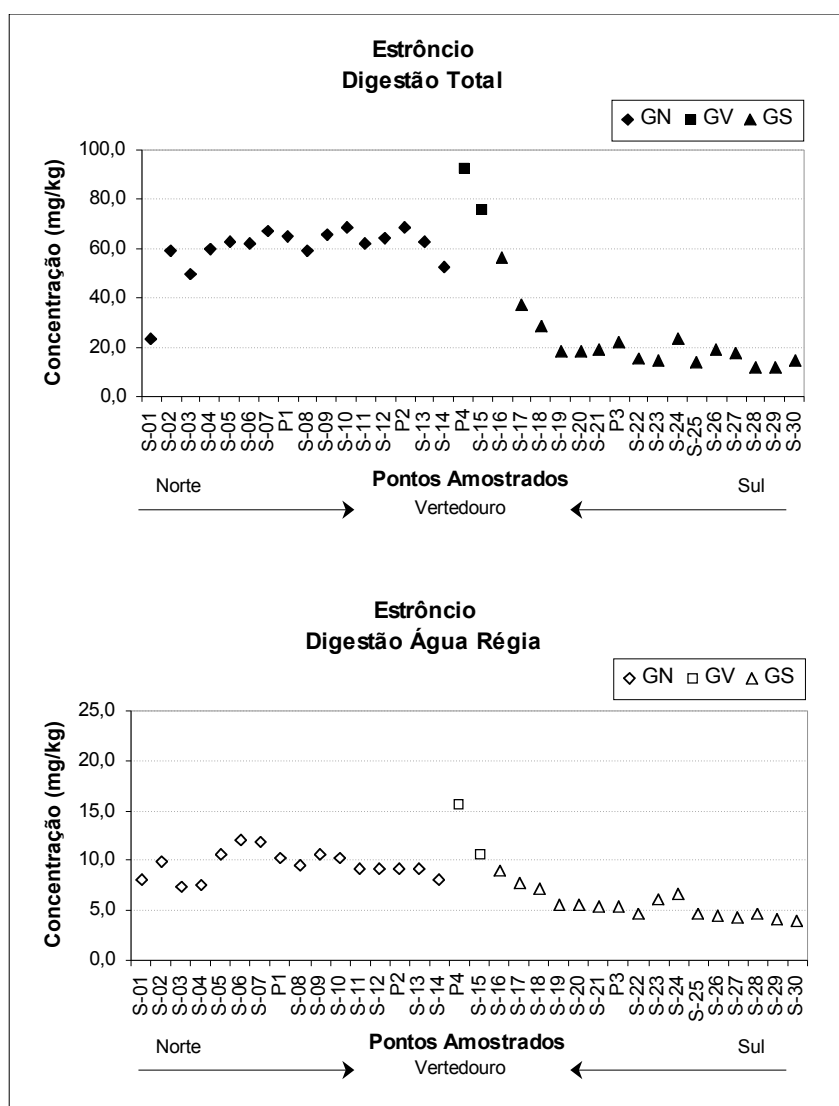 Estrôncio
Digestão Total
GN GV GS
Concentração (mg/kg)
100,0
80,0
60,0
40,0
20,0
0,0
S-01 S-02 S-03 S-04 S-05 S-06 S-07 P1 S-08 S-09 S-10 S-11 S-12 P2 S-13 S-14 P4 S-15 S-16 S-17 S-18 S-19 S-20 S-21 P3 S-22 S-23 S-24 S-25 S-26 S-27 S-28 S-29 S-30
Pontos Amostrados
Norte Vertedouro Sul
Estrôncio
Digestão Água Régia
GN GV GS
Concentração (mg/kg)
25,0
20,0
15,0
10,0
5,0
0,0
S-01 S-02 S-03 S-04 S-05 S-06 S-07 P1 S-08 S-09 S-10 S-11 S-12 P2 S-13 S-14 P4 S-15 S-16 S-17 S-18 S-19 S-20 S-21 P3 S-22 S-23 S-24 S-25 S-26 S-27 S-28 S-29 S-30
Pontos Amostrados
Norte Vertedouro Sul